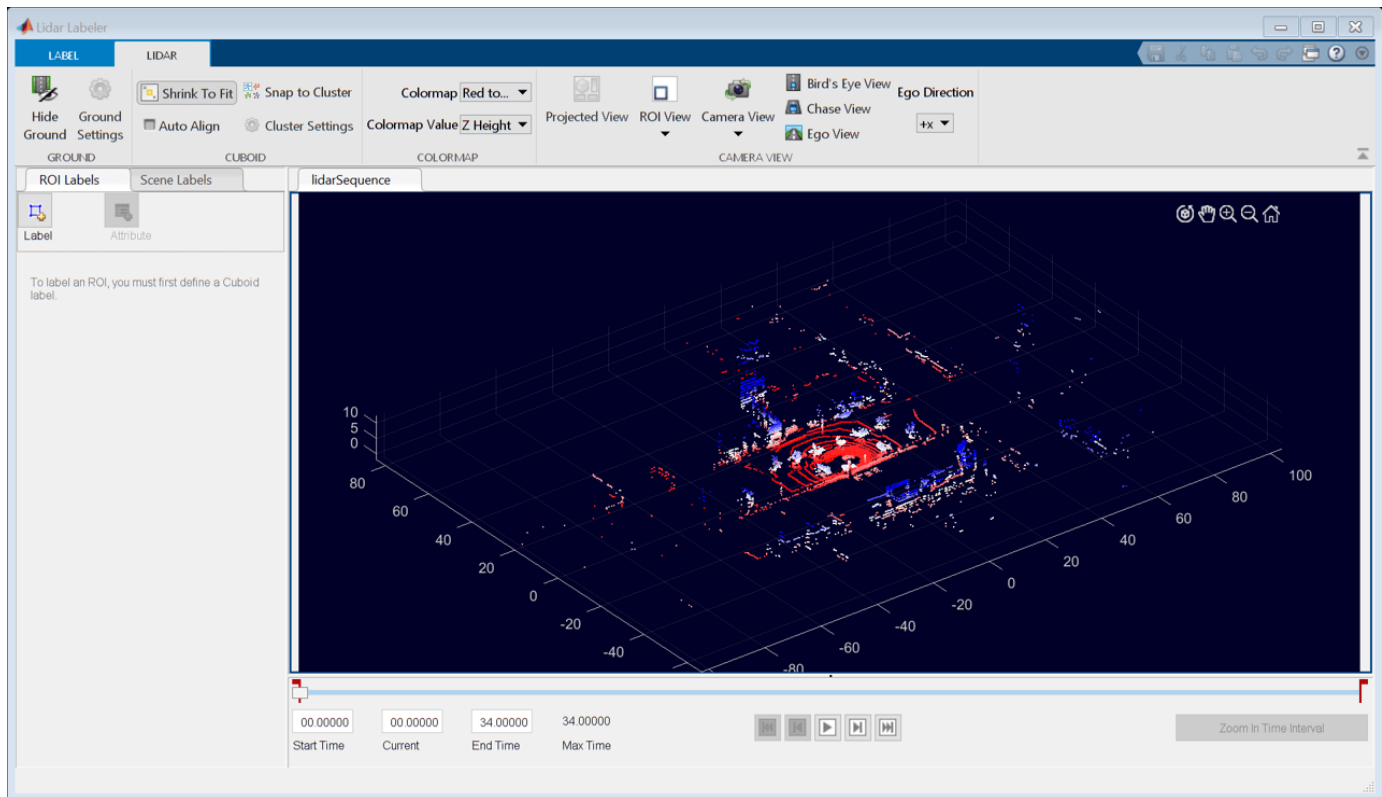 Lidar Labeler
LABEL
LIDAR
Hide Ground
Ground Settings
GROUND
Shrink To Fit
Snap to Cluster
Auto Align
Cluster Settings
CUBOID
Colormap Red to...
Colormap Value Z Height
COLORMAP
Projected View
ROI View
Camera View
Bird's Eye View
Chase View
Ego View
Ego Direction
+x
CAMERA VIEW
ROI Labels
Scene Labels
lidarSequence
Label
Attribute
To label an ROI, you must first define a Cuboid
label.
10
5
0
80
60
40
20
0
-20
-40
-80
-60
-40
-20
0
20
40
60
80
100
00.00000
00.00000
34.00000
34.00000
Start Time
Current
End Time
Max Time
Zoom In Time Interval